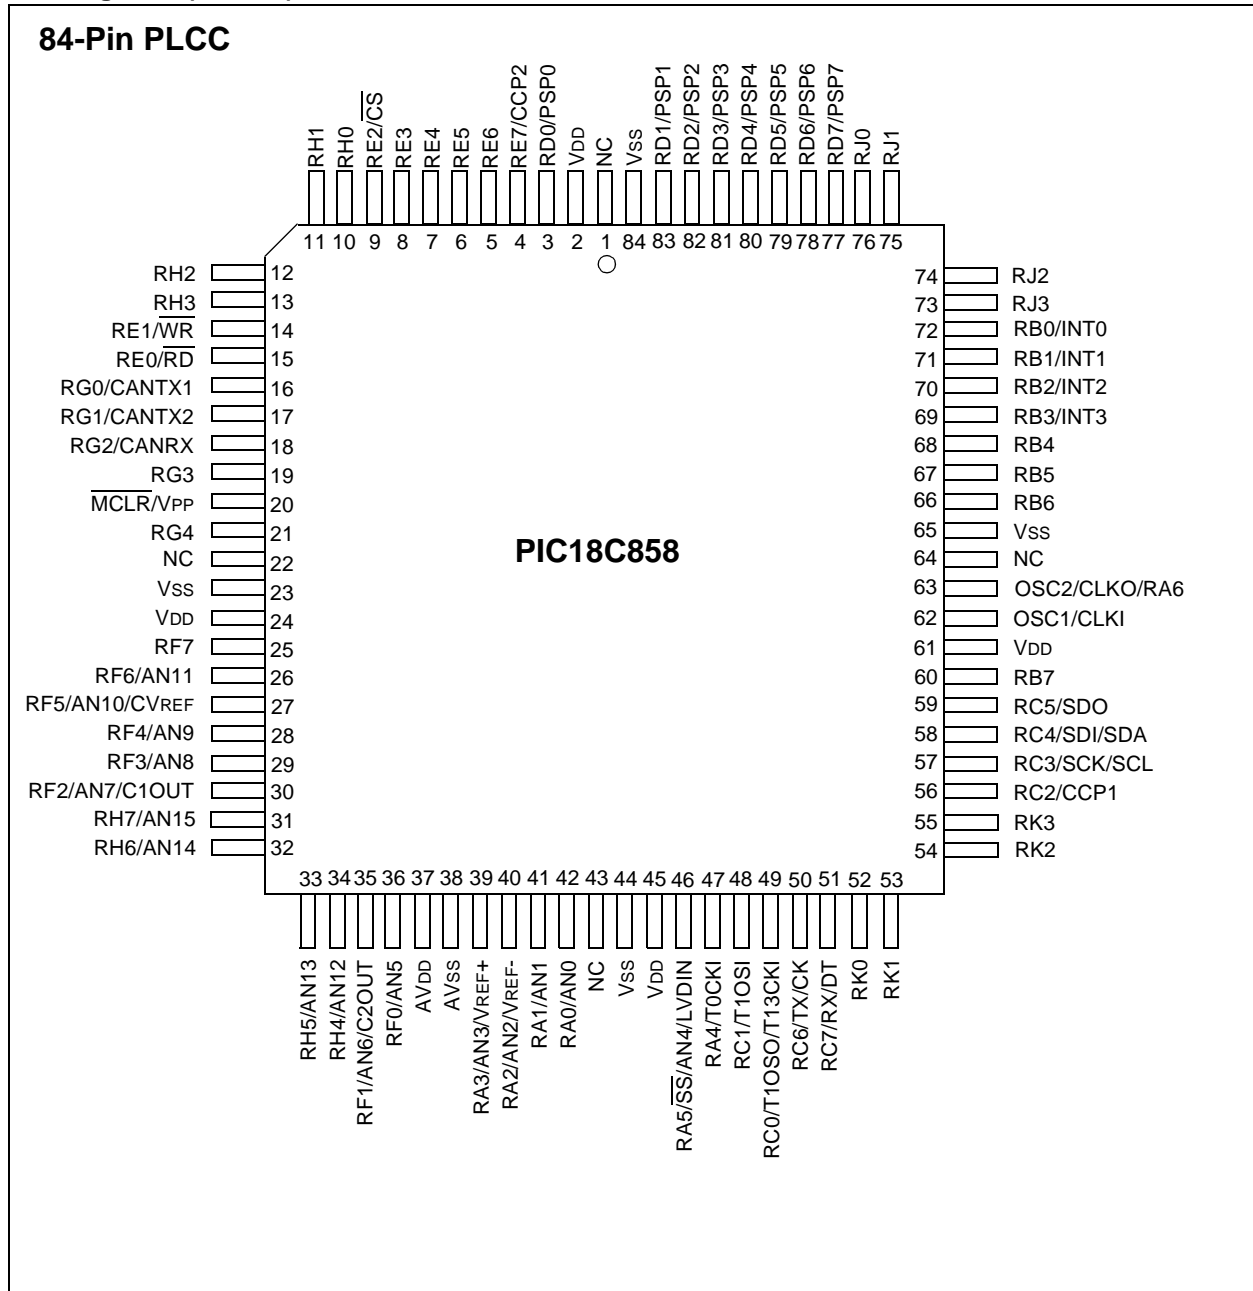 84-Pin PLCC
RH1
RH0
RE2/C̅S̅
RE3
RE4
RE5
RE6
RE7/CCP2
RD0/PSP0
VDD
NC
VSS
RD1/PSP1
RD2/PSP2
RD3/PSP3
RD4/PSP4
RD5/PSP5
RD6/PSP6
RD7/PSP7
RJ0
RJ1
11 10 9 8 7 6 5 4 3 2 1 84 83 82 81 80 79 78 77 76 75
RH2 12
RH3 13
RE1/W̅R̅ 14
RE0/R̅D̅ 15
RG0/CANTX1 16
RG1/CANTX2 17
RG2/CANRX 18
RG3 19
M̅C̅L̅R̅/VPP 20
RG4 21
NC 22
VSS 23
VDD 24
RF7 25
RF6/AN11 26
RF5/AN10/CVREF 27
RF4/AN9 28
RF3/AN8 29
RF2/AN7/C1OUT 30
RH7/AN15 31
RH6/AN14 32
PIC18C858
74 RJ2
73 RJ3
72 RB0/INT0
71 RB1/INT1
70 RB2/INT2
69 RB3/INT3
68 RB4
67 RB5
66 RB6
65 VSS
64 NC
63 OSC2/CLKO/RA6
62 OSC1/CLKI
61 VDD
60 RB7
59 RC5/SDO
58 RC4/SDI/SDA
57 RC3/SCK/SCL
56 RC2/CCP1
55 RK3
54 RK2
33 34 35 36 37 38 39 40 41 42 43 44 45 46 47 48 49 50 51 52 53
RH5/AN13
RH4/AN12
RF1/AN6/C2OUT
RF0/AN5
AVDD
AVSS
RA3/AN3/VREF+
RA2/AN2/VREF-
RA1/AN1
RA0/AN0
NC
VSS
VDD
RA5/S̅S̅/AN4/LVDIN
RA4/T0CKI
RC1/T1OSI
RC0/T1OSO/T13CKI
RC6/TX/CK
RC7/RX/DT
RK0
RK1